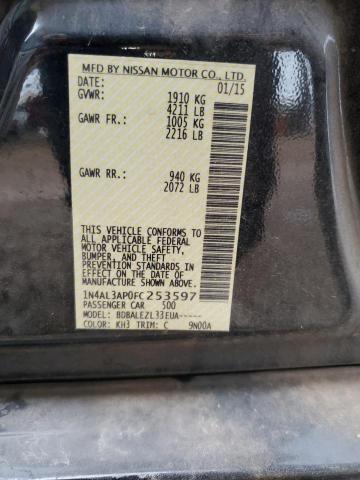 MFD BY NISSAN MOTOR CO., LTD.
DATE: 01/15
GVWR: 1910 KG
4211 LB
GAWR FR.: 1005 KG
2216 LB
GAWR RR.: 940 KG
2072 LB
THIS VEHICLE CONFORMS TO
ALL APPLICABLE FEDERAL
MOTOR VEHICLE SAFETY,
BUMPER, AND THEFT
PREVENTION STANDARDS
IN EFFECT ON THE DATE OF
MANUFACTURE SHOWN ABOVE.
1N4AL3AP0FC253597
PASSENGER CAR 500
MODEL: BDBALEZL33EUA-----
COLOR: KH3 TRIM: C 9N00A